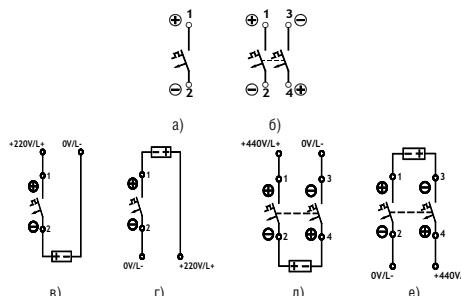 ⊕ 1
⊖ 2
а)
⊕ 1 3 ⊖
⊖ 2 4 ⊕
б)
+220V/L+ 0V/L-
1
⊕
⊖
2
+ −
в)
+ −
1
⊕
⊖
2
0V/L- +220V/L+
г)
+440V/L+ 0V/L-
1 3
⊕ ⊖
⊖ ⊕
2 4
+ −
д)
+ −
1 3
⊕ ⊖
⊖ ⊕
2 4
0V/L- +440V/
е)